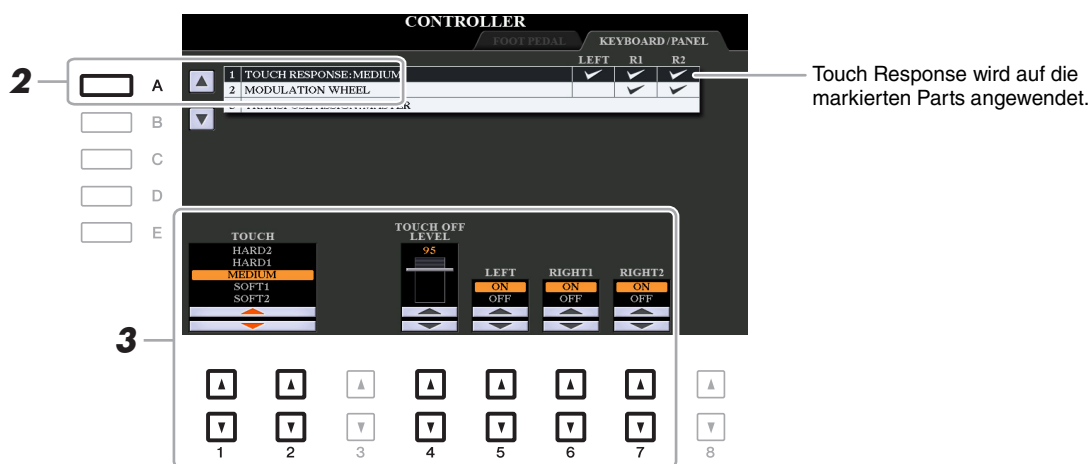 CONTROLLER
FOOT PEDAL
KEYBOARD/PANEL
LEFT R1 R2
2
A
1 TOUCH RESPONSE:MEDIUM
2 MODULATION WHEEL
Touch Response wird auf die
markierten Parts angewendet.
B
C
D
E
TOUCH
HARD2
HARD1
MEDIUM
SOFT1
SOFT2
TOUCH OFF
LEVEL
95
LEFT
ON
OFF
RIGHT1
ON
OFF
RIGHT2
ON
OFF
3
1 2 3 4 5 6 7 8